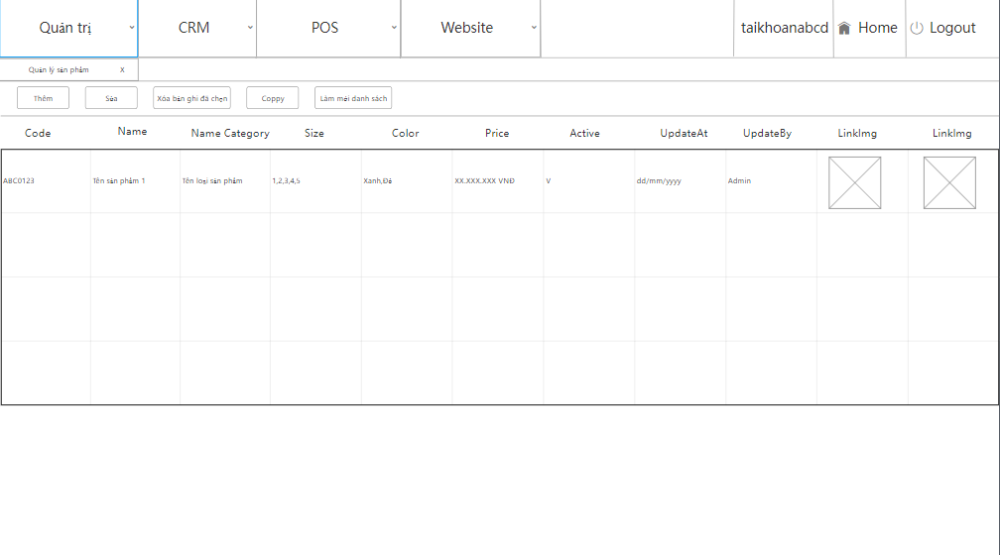 Quản trị CRM POS Website taikhoanabcd Home Logout
Quản lý sản phẩm X
Thêm Sửa Xóa bản ghi đã chọn Coppy Làm mới danh sách
Code Name Name Category Size Color Price Active UpdateAt UpdateBy LinkImg LinkImg
ABC0123 Tên sản phẩm 1 Tên loại sản phẩm 1,2,3,4,5 Xanh,Đỏ XX.XXX.XXX VNĐ V dd/mm/yyyy Admin